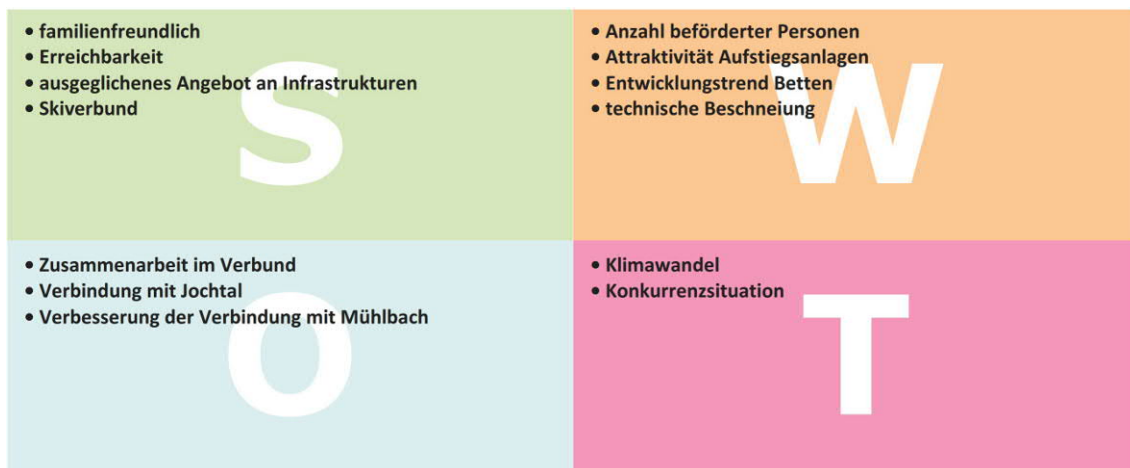 • familienfreundlich
• Erreichbarkeit
• ausgeglichenes Angebot an Infrastrukturen
• Skiverbund
S
• Anzahl beförderter Personen
• Attraktivität Aufstiegsanlagen
• Entwicklungstrend Betten
• technische Beschneiung
W
• Zusammenarbeit im Verbund
• Verbindung mit Jochtal
• Verbesserung der Verbindung mit Mühlbach
O
• Klimawandel
• Konkurrenzsituation
T